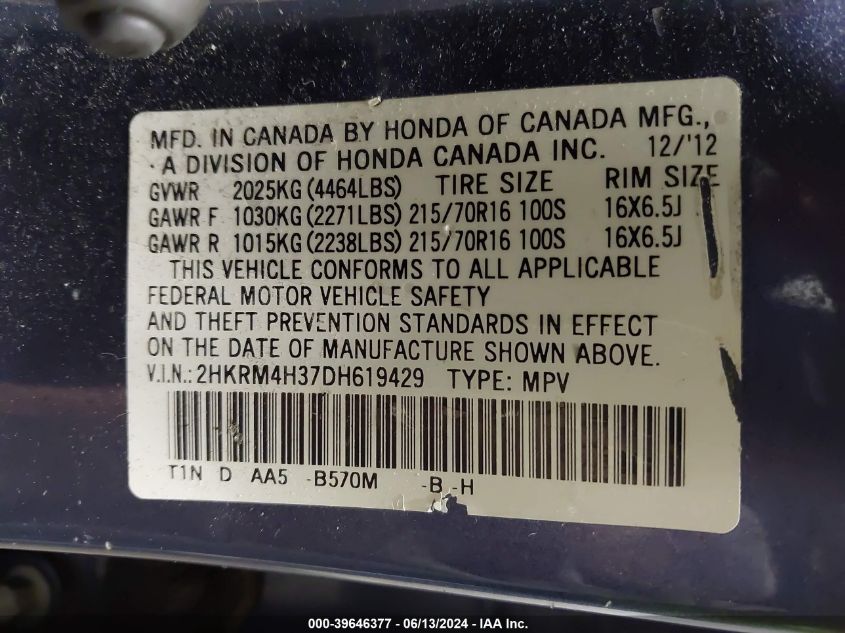 MFD. IN CANADA BY HONDA OF CANADA MFG.,
A DIVISION OF HONDA CANADA INC. 12/'12
GVWR 2025KG (4464LBS) TIRE SIZE RIM SIZE
GAWR F 1030KG (2271LBS) 215/70R16 100S 16X6.5J
GAWR R 1015KG (2238LBS) 215/70R16 100S 16X6.5J
THIS VEHICLE CONFORMS TO ALL APPLICABLE
FEDERAL MOTOR VEHICLE SAFETY
AND THEFT PREVENTION STANDARDS IN EFFECT
ON THE DATE OF MANUFACTURE SHOWN ABOVE.
V.I.N.: 2HKRM4H37DH619429 TYPE: MPV
T1N D AA5 -B570M -B -H
000-39646377 - 06/13/2024 - IAA Inc.